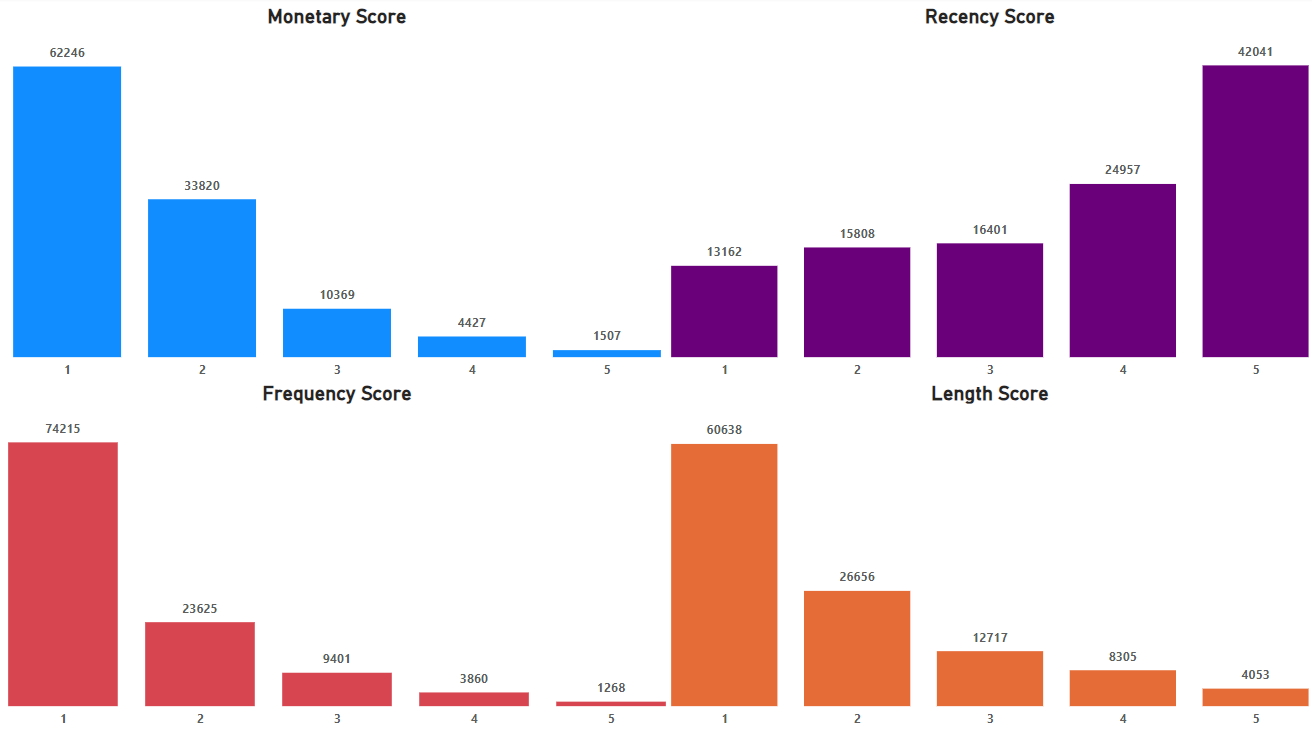 Monetary Score
62246
33820
10369
4427
1507
1 2 3 4 5
Recency Score
42041
24957
16401
15808
13162
1 2 3 4 5
Frequency Score
74215
23625
9401
3860
1268
1 2 3 4 5
Length Score
60638
26656
12717
8305
4053
1 2 3 4 5